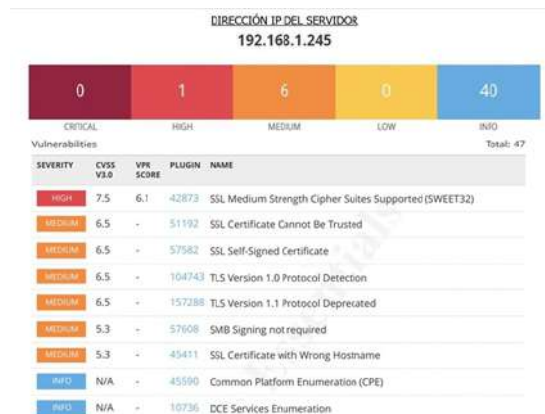 DIRECCIÓN IP DEL SERVIDOR
192.168.1.245
0 1 6 0 40
CRITICAL HIGH MEDIUM LOW INFO
Vulnerabilities Total: 47
SEVERITY CVSS V3.0 VPR SCORE PLUGIN NAME
HIGH 7.5 6.1 42873 SSL Medium Strength Cipher Suites Supported (SWEET32)
MEDIUM 6.5 - 51192 SSL Certificate Cannot Be Trusted
MEDIUM 6.5 - 57582 SSL Self-Signed Certificate
MEDIUM 6.5 - 104743 TLS Version 1.0 Protocol Detection
MEDIUM 6.5 - 157288 TLS Version 1.1 Protocol Deprecated
MEDIUM 5.3 - 57608 SMB Signing not required
MEDIUM 5.3 - 45411 SSL Certificate with Wrong Hostname
INFO N/A - 45590 Common Platform Enumeration (CPE)
INFO N/A - 10736 DCE Services Enumeration